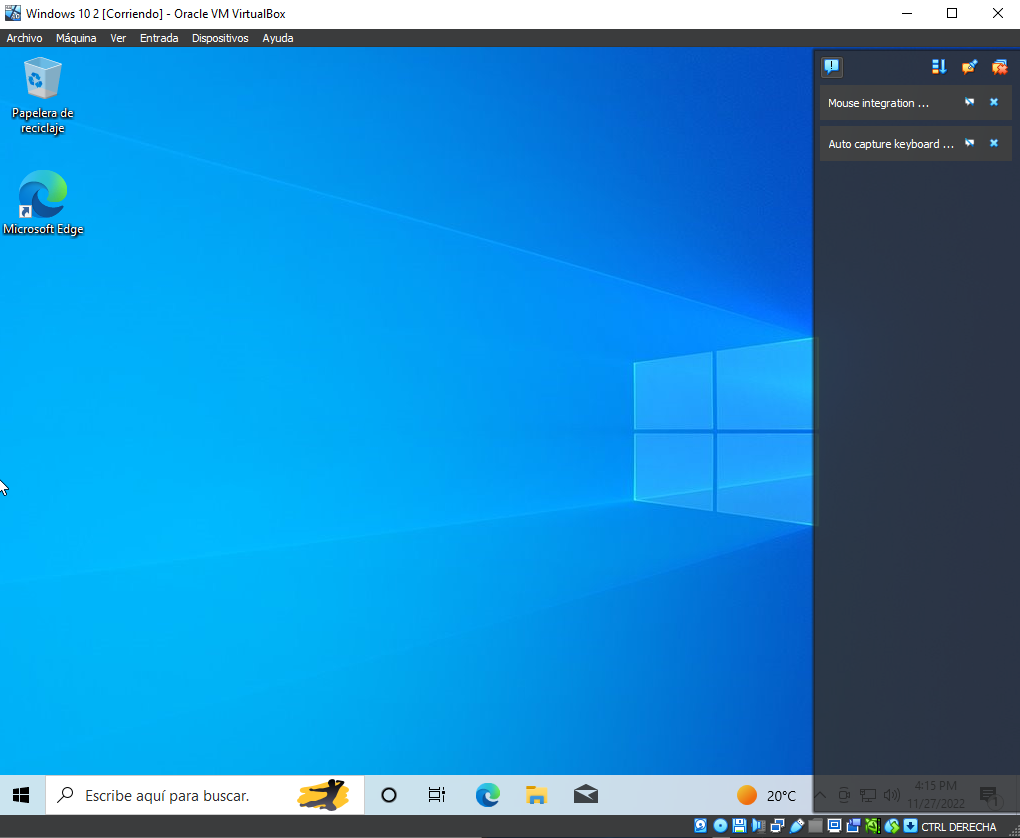 Windows 10 2 [Corriendo] - Oracle VM VirtualBox
Archivo Máquina Ver Entrada Dispositivos Ayuda
Papelera de
reciclaje
Microsoft Edge
Mouse integration ...
Auto capture keyboard ...
Escribe aquí para buscar.
20°C
4:15 PM
11/27/2022
1
CTRL DERECHA